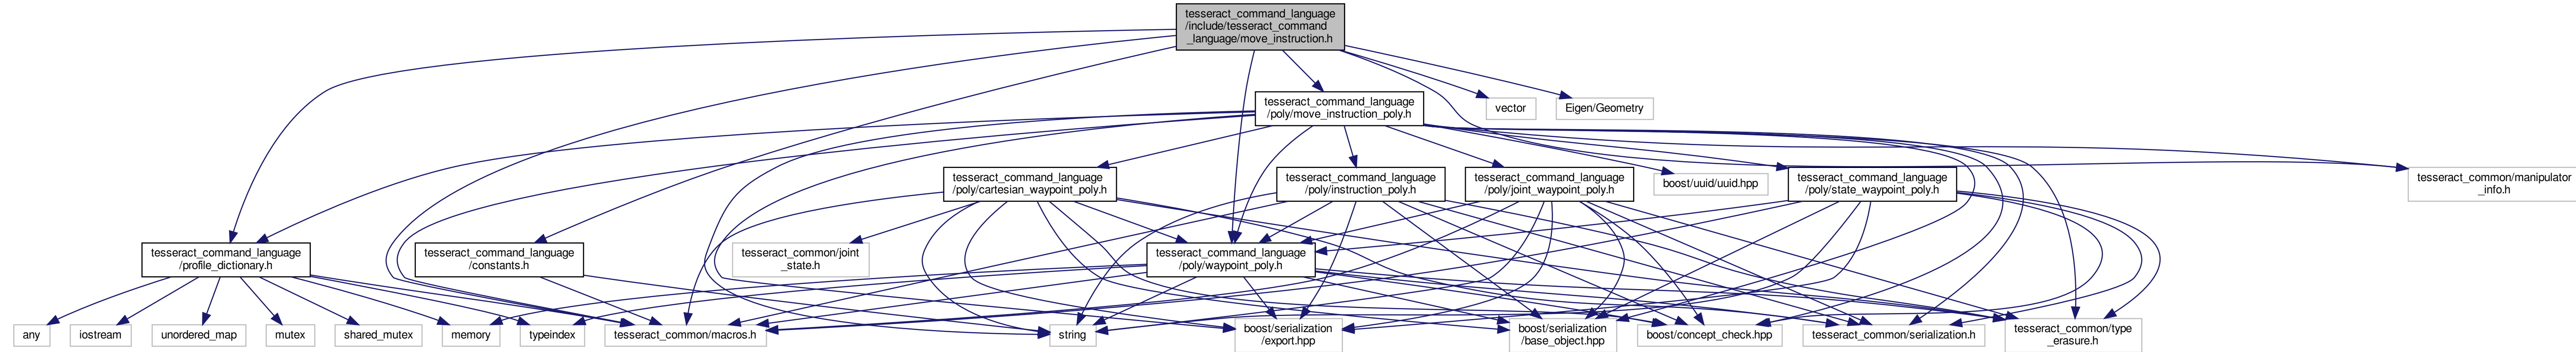 tesseract_command_language
/include/tesseract_command
_language/move_instruction.h
tesseract_command_language
/poly/move_instruction_poly.h
vector
Eigen/Geometry
tesseract_command_language
/poly/cartesian_waypoint_poly.h
tesseract_command_language
/poly/instruction_poly.h
tesseract_command_language
/poly/joint_waypoint_poly.h
boost/uuid/uuid.hpp
tesseract_command_language
/poly/state_waypoint_poly.h
tesseract_common/manipulator
_info.h
tesseract_command_language
/profile_dictionary.h
tesseract_command_language
/constants.h
tesseract_common/joint
_state.h
tesseract_command_language
/poly/waypoint_poly.h
any
iostream
unordered_map
mutex
shared_mutex
memory
typeindex
tesseract_common/macros.h
string
boost/serialization
/export.hpp
boost/serialization
/base_object.hpp
boost/concept_check.hpp
tesseract_common/serialization.h
tesseract_common/type
_erasure.h